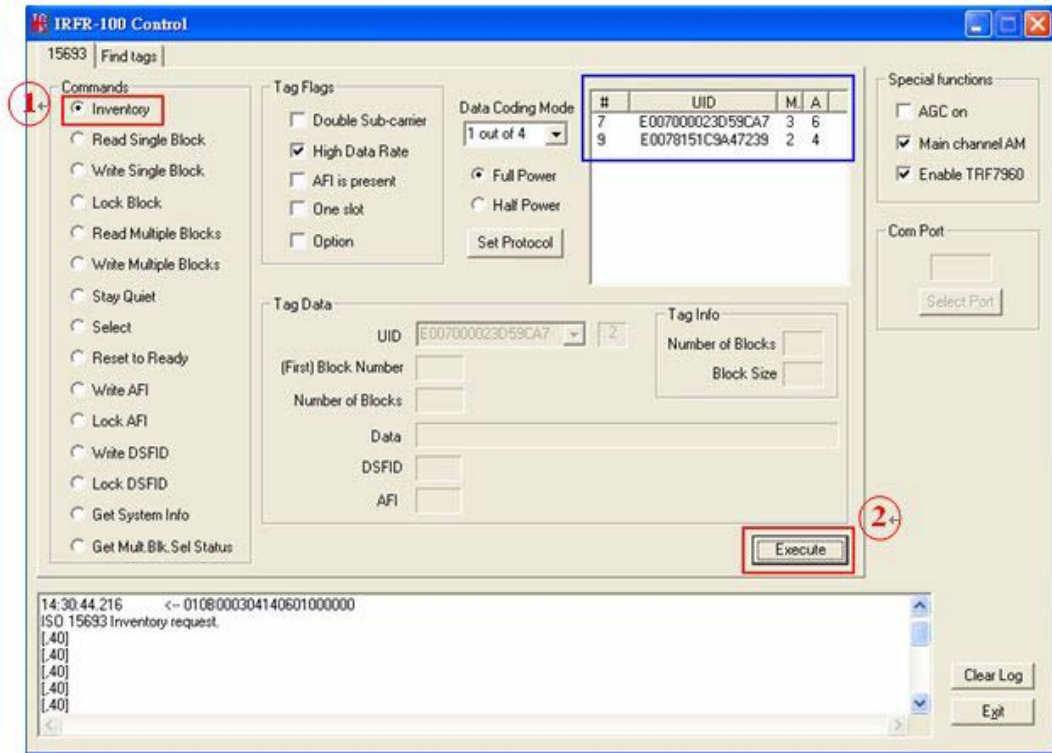 IRFR-100 Control
15693
Find tags
Commands
1
Inventory
Read Single Block
Write Single Block
Lock Block
Read Multiple Blocks
Write Multiple Blocks
Stay Quiet
Select
Reset to Ready
Write AFI
Lock AFI
Write DSFID
Lock DSFID
Get System Info
Get Mult.Blk.Sel Status
Tag Flags
Double Sub-carrier
High Data Rate
AFI is present
One slot
Option
Data Coding Mode
1 out of 4
Full Power
Half Power
Set Protocol
# UID M. A
7 E007000023D59CA7 3 6
9 E0078151C9A47239 2 4
Special functions
AGC on
Main channel AM
Enable TRF7960
Com Port
Select Port
Tag Data
UID E007000023D59CA7 2
(First) Block Number
Number of Blocks
Data
DSFID
AFI
Tag Info
Number of Blocks
Block Size
2
Execute
14:30:44.216 <-- 010B000304140601000000
ISO 15693 Inventory request.
[,40]
[,40]
[,40]
[,40]
[,40]
Clear Log
Exit